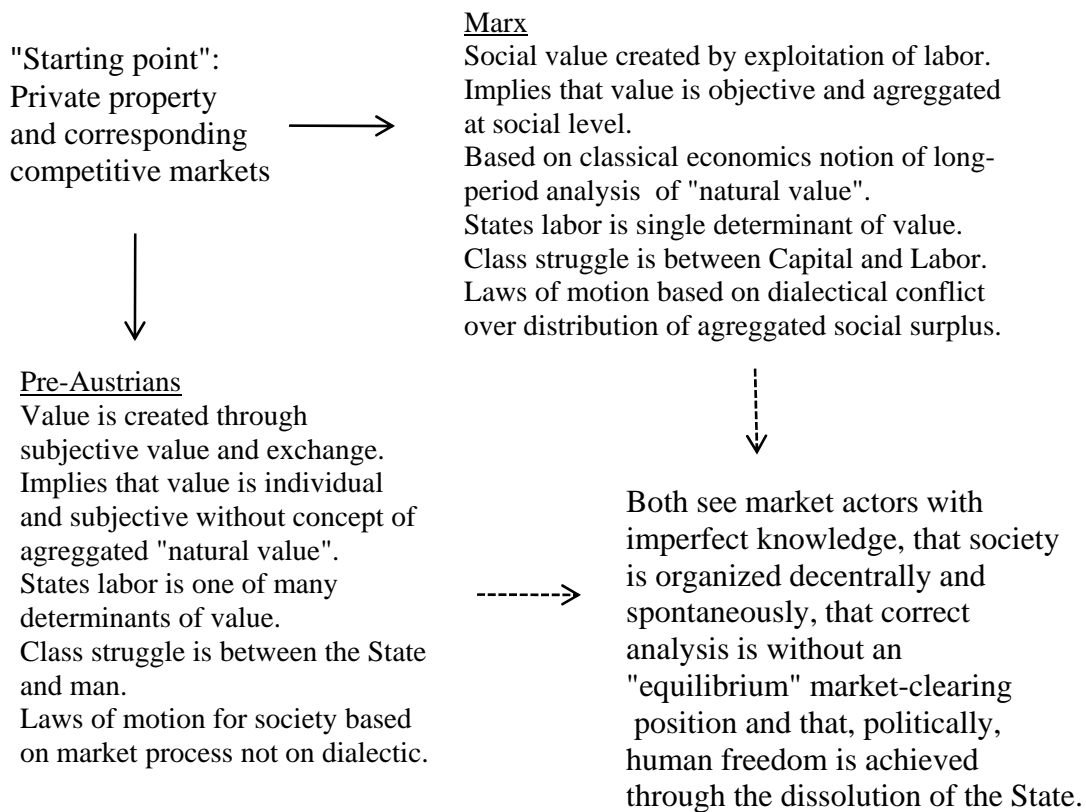 "Starting point":
Private property
and corresponding
competitive markets
Marx
Social value created by exploitation of labor.
Implies that value is objective and agreggated
at social level.
Based on classical economics notion of long-
period analysis of "natural value".
States labor is single determinant of value.
Class struggle is between Capital and Labor.
Laws of motion based on dialectical conflict
over distribution of agreggated social surplus.
Pre-Austrians
Value is created through
subjective value and exchange.
Implies that value is individual
and subjective without concept of
agreggated "natural value".
States labor is one of many
determinants of value.
Class struggle is between the State
and man.
Laws of motion for society based
on market process not on dialectic.
Both see market actors with
imperfect knowledge, that society
is organized decentrally and
spontaneously, that correct
analysis is without an
"equilibrium" market-clearing
position and that, politically,
human freedom is achieved
through the dissolution of the State.